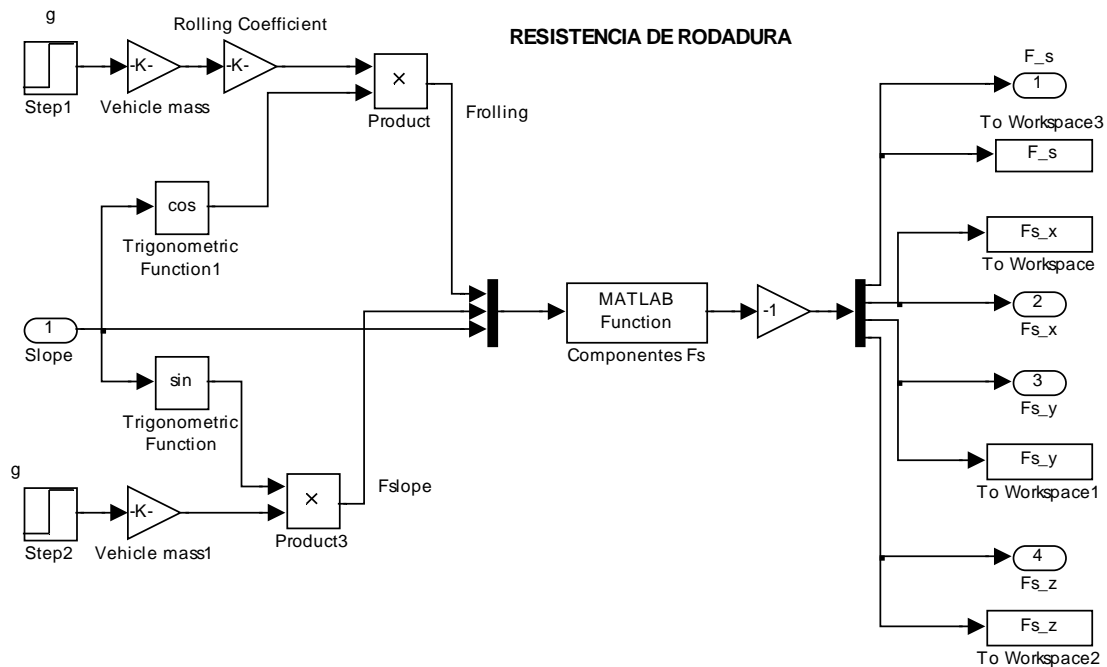 g
Rolling Coefficient
RESISTENCIA DE RODADURA
-K-
-K-
×
Step1
Vehicle mass
Product
Frolling
F_s
1
To Workspace3
F_s
cos
Trigonometric
Function1
Fs_x
To Workspace
MATLAB
Function
-1
Componentes Fs
2
Fs_x
1
Slope
sin
Trigonometric
Function
3
Fs_y
g
-K-
×
Fslope
Step2
Vehicle mass1
Product3
Fs_y
To Workspace1
4
Fs_z
Fs_z
To Workspace2